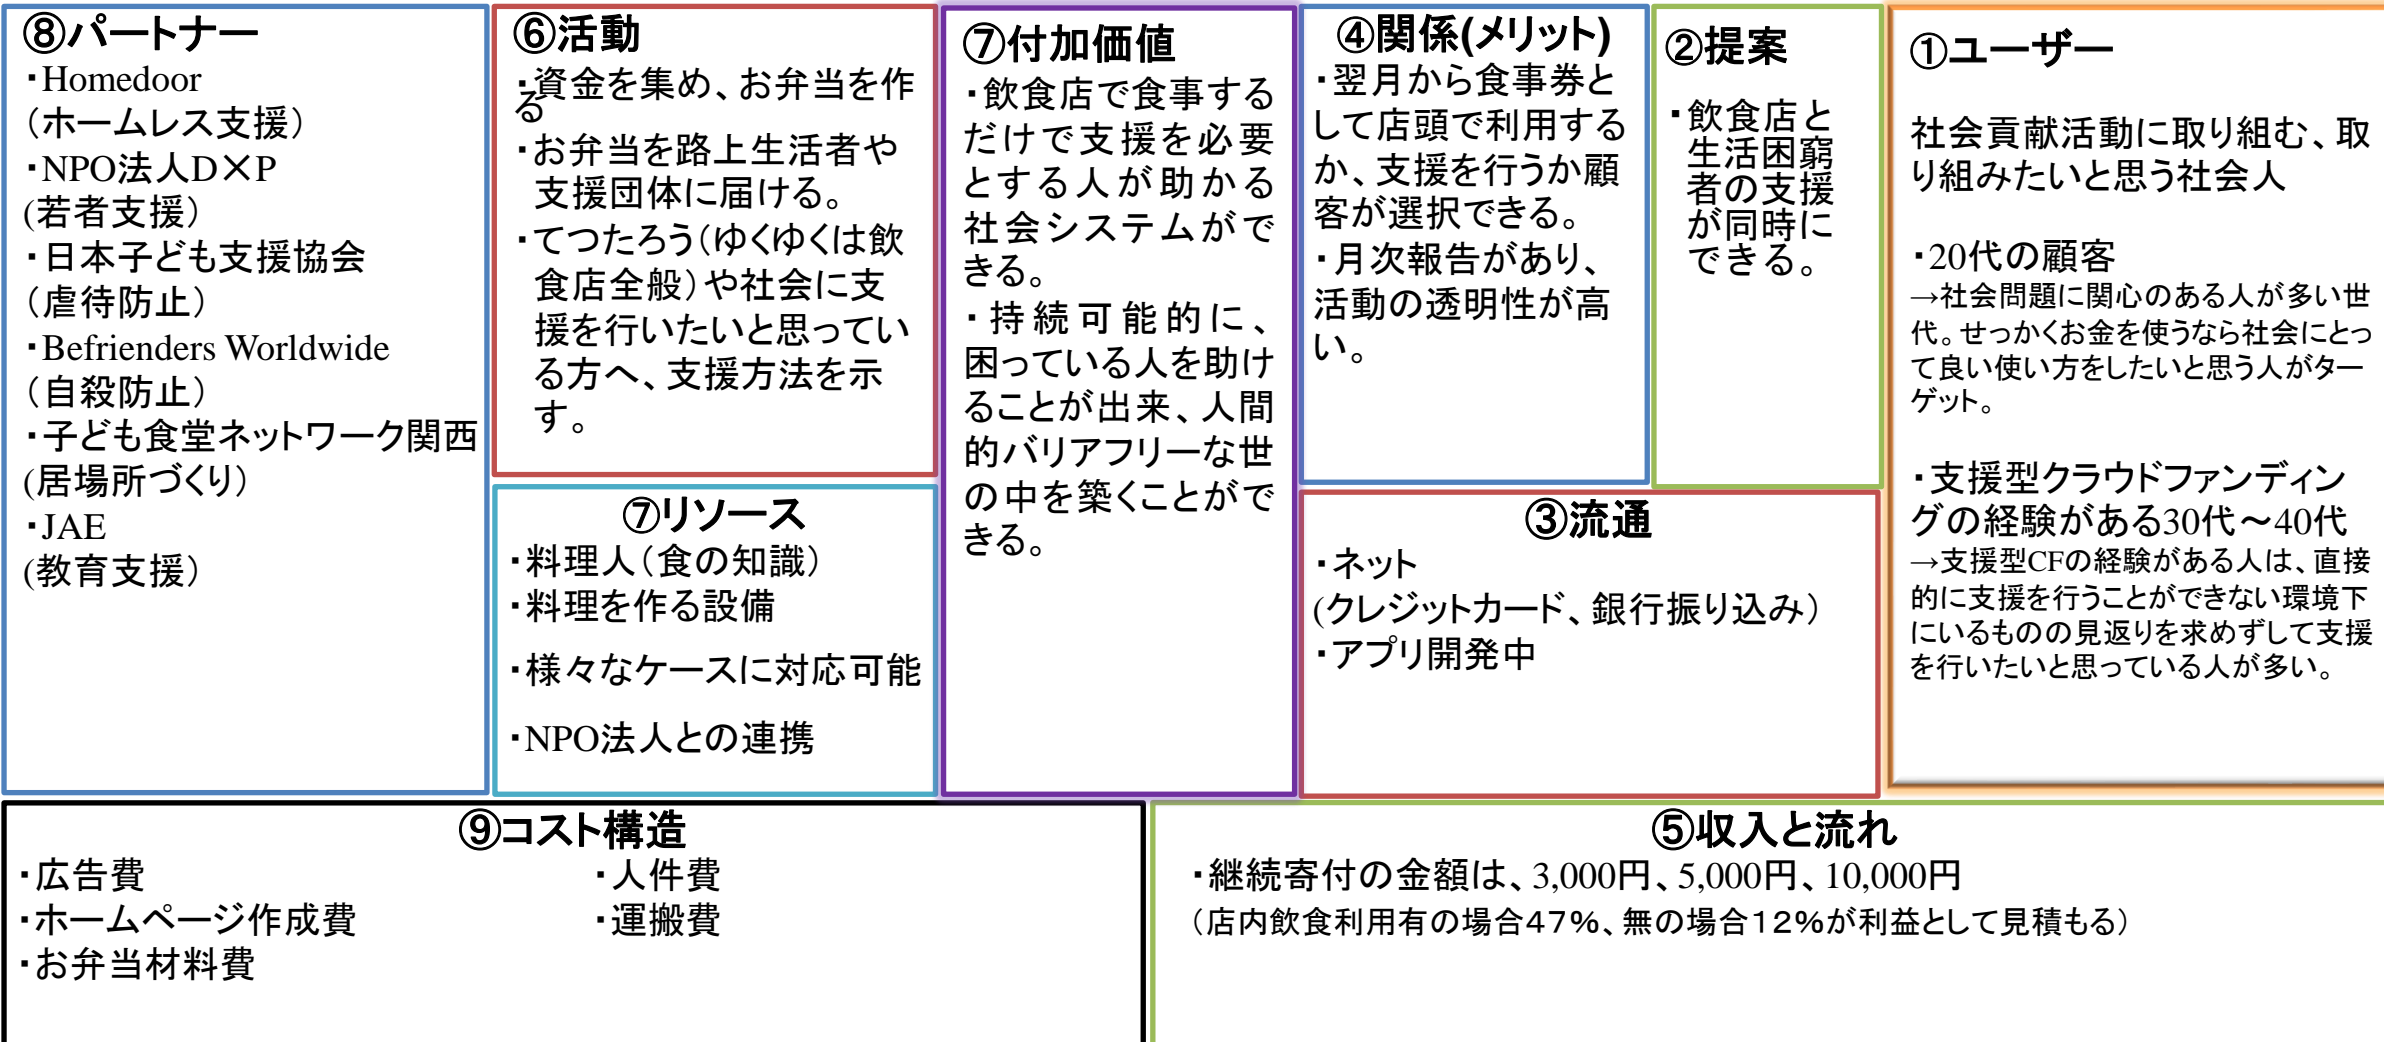 ⑧パートナー
・Homedoor
（ホームレス支援）
・NPO法人D×P
(若者支援）
・日本子ども支援協会
（虐待防止）
・Befrienders Worldwide
（自殺防止）
・子ども食堂ネットワーク関西
(居場所づくり）
・JAE
(教育支援）
⑥活動
・資金を集め、お弁当を作
る
・お弁当を路上生活者や
支援団体に届ける。
・てつたろう（ゆくゆくは飲
食店全般）や社会に支
援を行いたいと思ってい
る方へ、支援方法を示
す。
⑦リソース
・料理人（食の知識）
・料理を作る設備
・様々なケースに対応可能
・NPO法人との連携
⑦付加価値
・飲食店で食事する
だけで支援を必要
とする人が助かる
社会システムがで
きる。
・持続可能的に、
困っている人を助け
ることが出来、人間
的バリアフリーな世
の中を築くことがで
きる。
④関係(メリット)
・翌月から食事券と
して店頭で利用する
か、支援を行うか顧
客が選択できる。
・月次報告があり、
活動の透明性が高
い。
②提案
・飲食店と
生活困窮
者の支援
が同時に
できる。
③流通
・ネット
(クレジットカード、銀行振り込み）
・アプリ開発中
①ユーザー
社会貢献活動に取り組む、取
り組みたいと思う社会人
・20代の顧客
→社会問題に関心のある人が多い世
代。せっかくお金を使うなら社会にとっ
て良い使い方をしたいと思う人がター
ゲット。
・支援型クラウドファンディン
グの経験がある30代～40代
→支援型CFの経験がある人は、直接
的に支援を行うことができない環境下
にいるものの見返りを求めずして支援
を行いたいと思っている人が多い。
⑨コスト構造
・広告費
・ホームページ作成費
・お弁当材料費
・人件費
・運搬費
⑤収入と流れ
・継続寄付の金額は、3,000円、5,000円、10,000円
（店内飲食利用有の場合４７％、無の場合１２％が利益として見積もる）